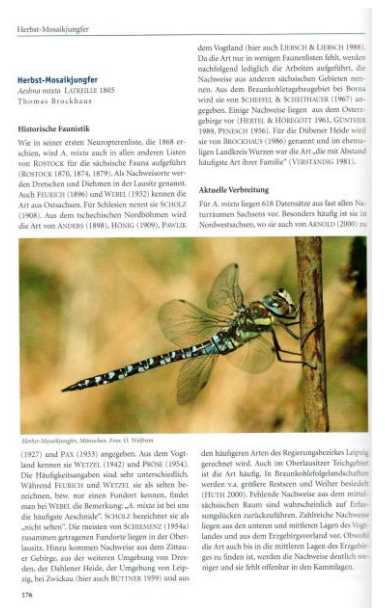 Herbst-Mosaikjungfer
Herbst-Mosaikjungfer
Aeshna mixta LATREILLE 1805
Thomas Brockhaus
Historische Faunistik
Wie in seiner ersten Neuropterenliste, die 1868 er-
schien, wird A. mixta auch in allen anderen Listen
von ROSTOCK für die sächsische Fauna aufgeführt
(ROSTOCK 1870, 1874, 1879). Als Nachweisorte wer-
den Dretschen und Diehmen in der Lausitz genannt.
Auch FEURICH (1896) und WEBEL (1932) kennen die
Art aus Ostsachsen. Für Schlesien nennt sie SCHOLZ
(1908). Aus dem tschechischen Nordböhmen wird
die Art von ANDERS (1898), HÖNIG (1909), PAWLIK
dem Vogtland (hier auch LIEBSCH & LIEBSCH 1988).
Da die Art nur in wenigen Faunenlisten fehlt, werden
nachfolgend lediglich die Arbeiten aufgeführt, die
Nachweise aus anderen sächsischen Gebieten nen-
nen. Aus dem Braunkohletagebaugebiet bei Borna
wird sie von SCHEFFEL & SCHEITHAUER (1967) an-
gegeben. Einige Nachweise liegen aus dem Osterz-
gebirge vor (HERTEL & HÖREGOTT 1961, GÜNTHER
1989, PENESCH 1956). Für die Dübener Heide wird
sie von BROCKHAUS (1986) genannt und im ehema-
ligen Landkreis Wurzen war die Art „die mit Abstand
häufigste Art ihrer Familie“ (VERSTÄNDIG 1981).
Aktuelle Verbreitung
Für A. mixta liegen 618 Datensätze aus fast allen Na-
turräumen Sachsens vor. Besonders häufig ist sie in
Nordwestsachsen, wo sie auch von ARNOLD (2000) zu
Herbst-Mosaikjungfer, Männchen. Foto: O. Wolfram
(1927) und PAX (1933) angegeben. Aus dem Vogt-
land kennen sie WETZEL (1942) und PRÖSE (1954).
Die Häufigkeitsangaben sind sehr unterschiedlich.
Während FEURICH und WETZEL sie als selten be-
zeichnen, bzw. nur einen Fundort kennen, findet
man bei WEBEL die Bemerkung: „A. mixta ist bei uns
die häufigste Aeschnide“. SCHOLZ bezeichnet sie als
„nicht selten“. Die meisten von SCHIEMENZ (1954a)
zusammen getragenen Fundorte liegen in der Ober-
lausitz. Hinzu kommen Nachweise aus dem Zittau-
er Gebirge, aus der weiteren Umgebung von Dres-
den, der Dahlener Heide, der Umgebung von Leip-
zig, bei Zwickau (hier auch BÜTTNER 1959) und aus
den häufigeren Arten des Regierungsbezirkes Leipzig
gerechnet wird. Auch im Oberlausitzer Teichgebiet
ist die Art häufig. In Braunkohlefolgelandschaften
werden v.a. größere Restseen und Weiher besiedelt
(HUTH 2000). Fehlende Nachweise aus dem mittel-
sächsischen Raum sind wahrscheinlich auf Erfas-
sungslücken zurückzuführen. Zahlreiche Nachweise
liegen aus den unteren und mittleren Lagen des Vogt-
landes und aus dem Erzgebirgsvorland vor. Obwohl
die Art auch bis in die mittleren Lagen des Erzgebir-
ges zu finden ist, werden die Nachweise deutlich we-
niger und sie fehlt offenbar in den Kammlagen.
176